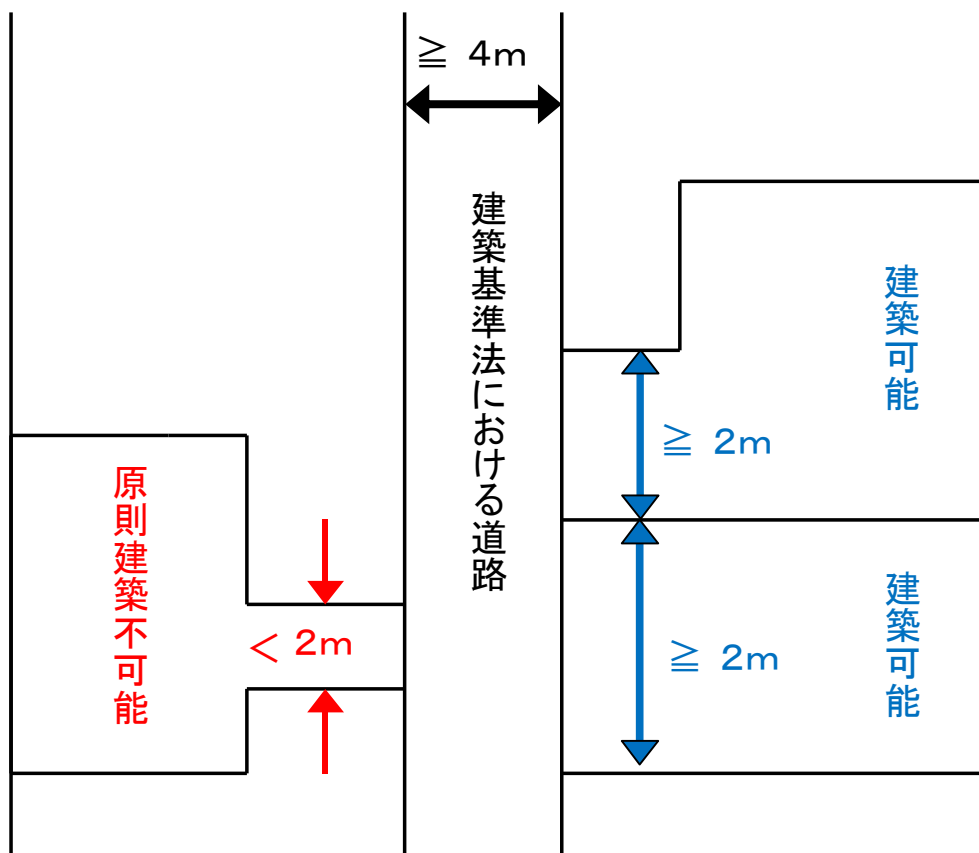 ≧ 4m
建築基準法における道路
建築可能
≧ 2m
原則建築不可能
< 2m
建築可能
≧ 2m